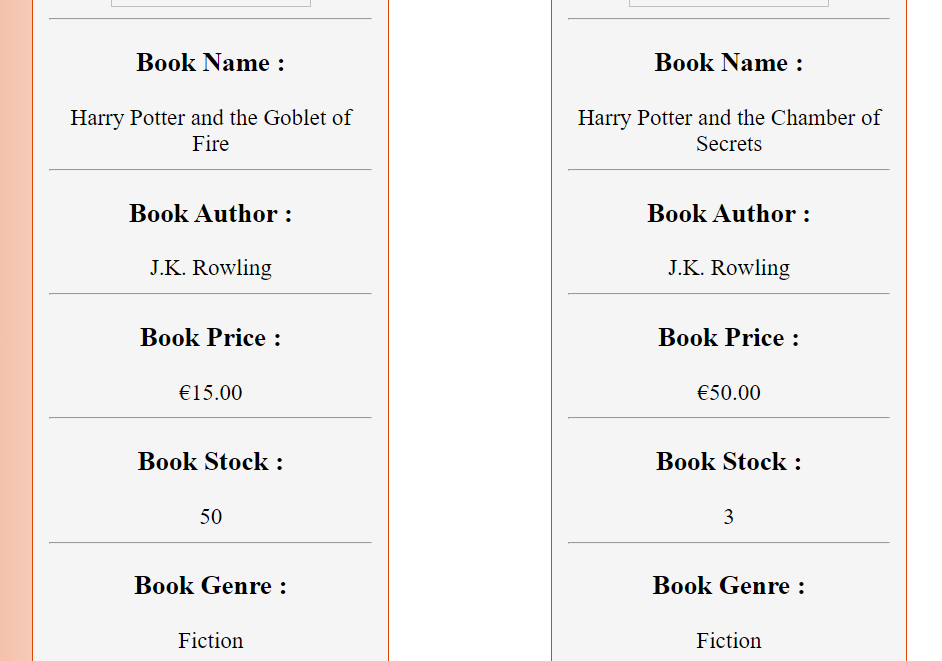 Book Name :
Harry Potter and the Goblet of
Fire
Book Author :
J.K. Rowling
Book Price :
€15.00
Book Stock :
50
Book Genre :
Fiction
Book Name :
Harry Potter and the Chamber of
Secrets
Book Author :
J.K. Rowling
Book Price :
€50.00
Book Stock :
3
Book Genre :
Fiction